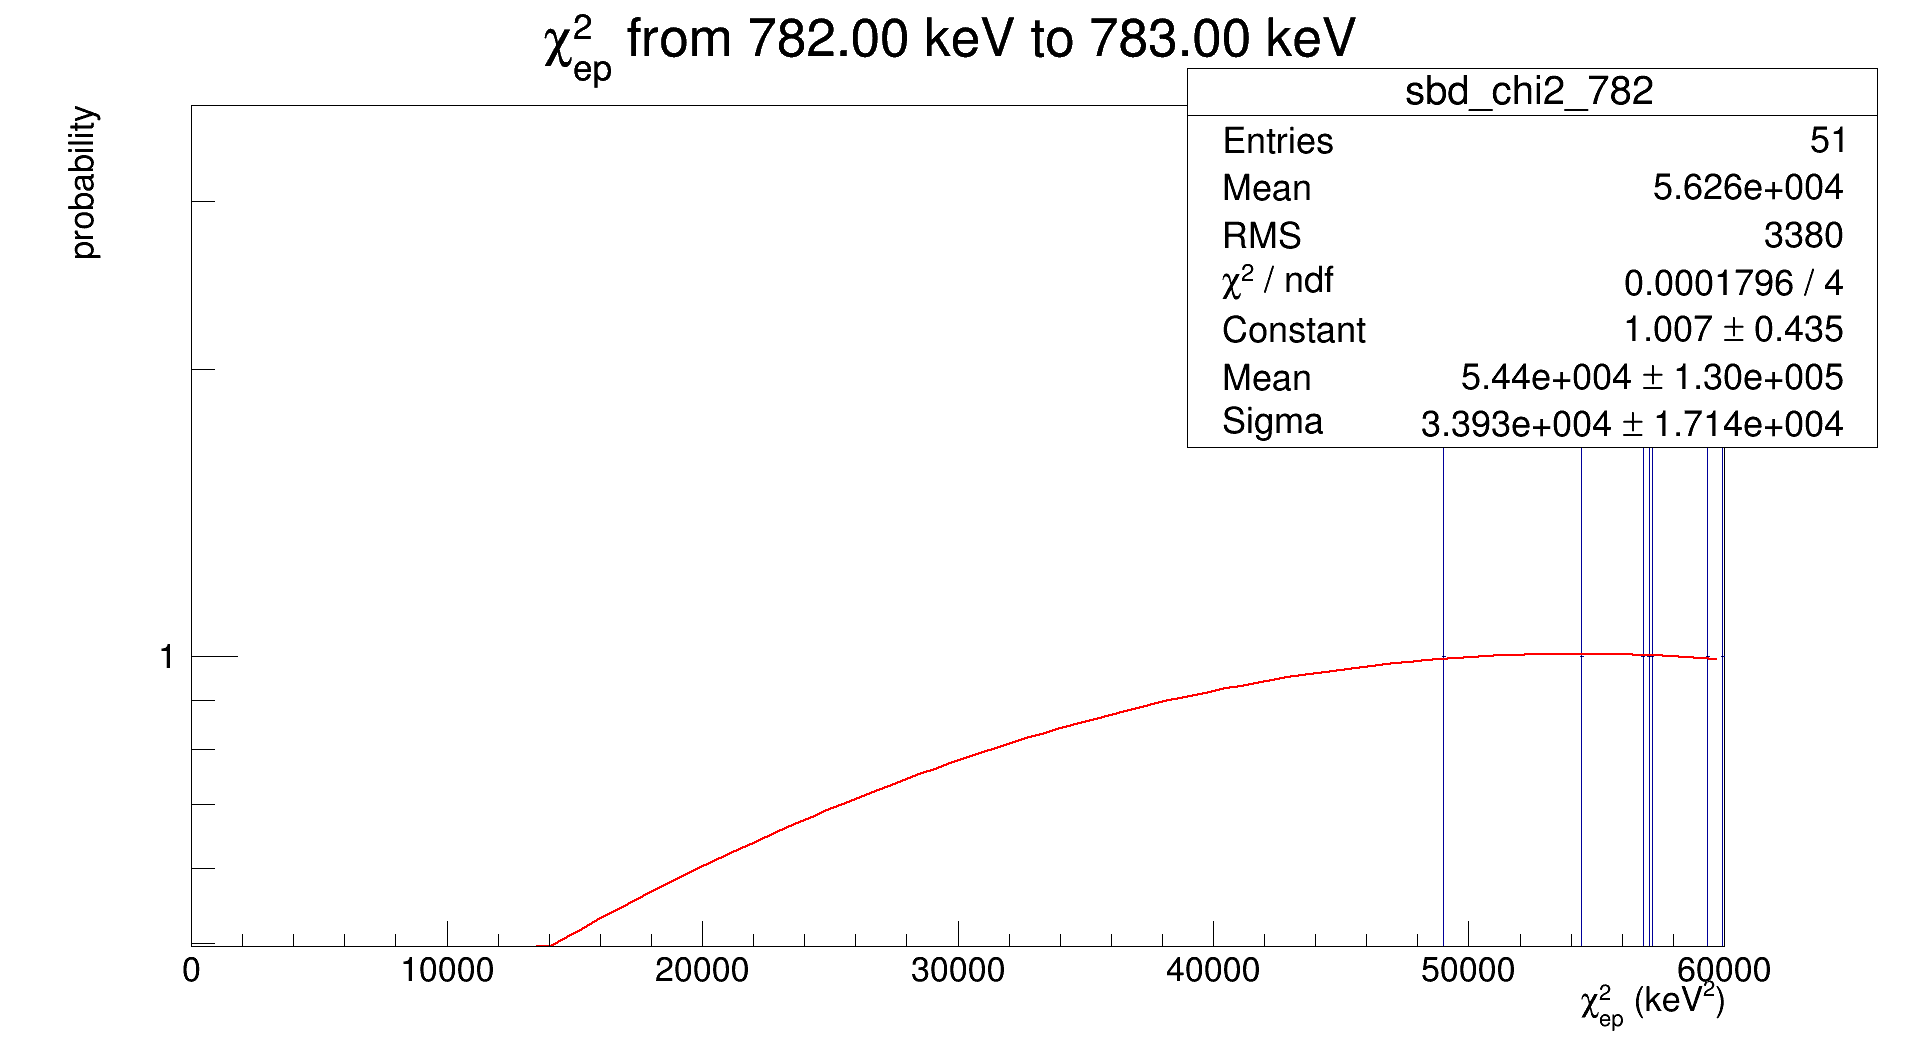 χ²ep from 782.00 keV to 783.00 keV
probability
sbd_chi2_782
Entries 51
Mean 5.626e+004
RMS 3380
χ² / ndf 0.0001796 / 4
Constant 1.007 ± 0.435
Mean 5.44e+004 ± 1.30e+005
Sigma 3.393e+004 ± 1.714e+004
1
0 10000 20000 30000 40000 50000 60000
χ²ep (keV²)